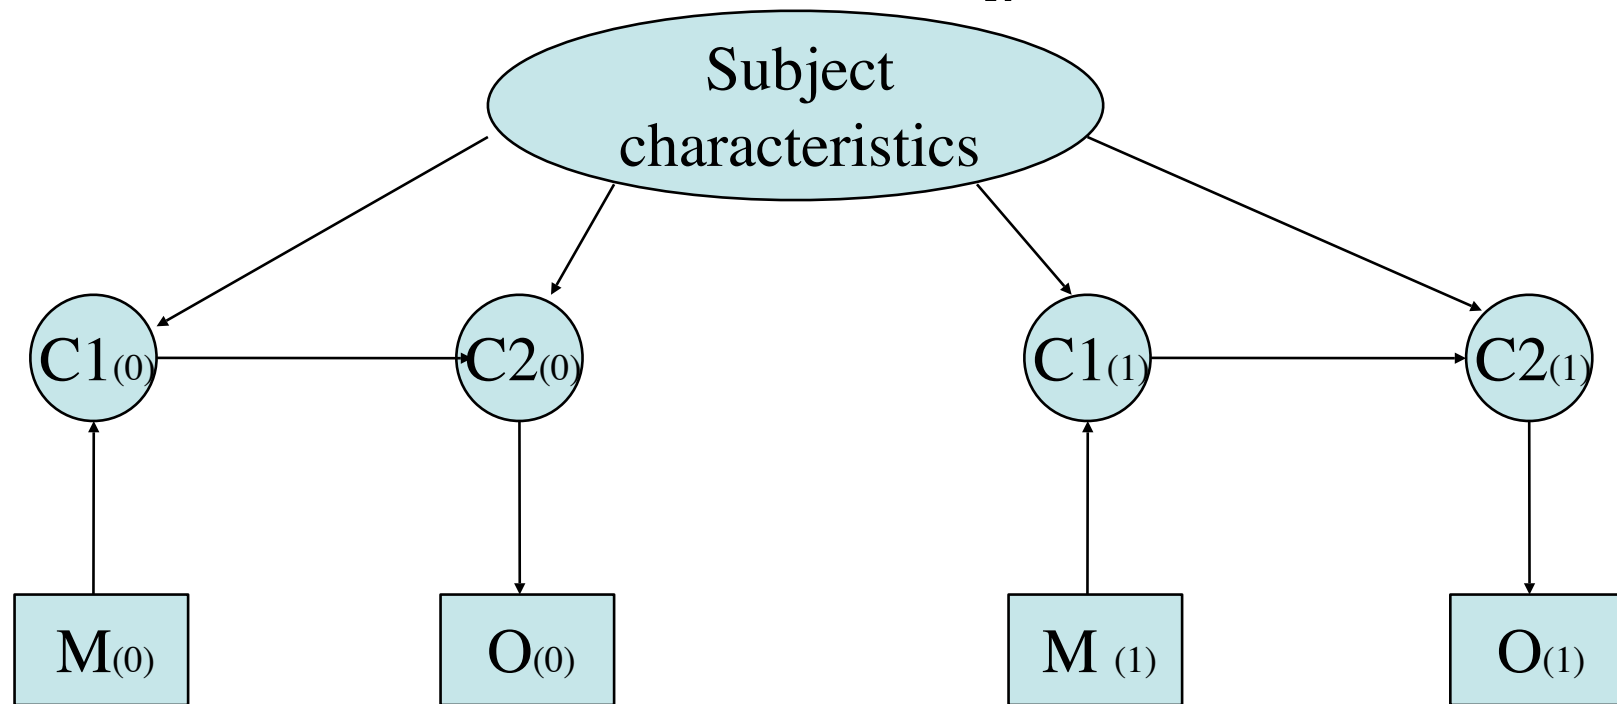 Subject
characteristics
C1(0)
C2(0)
C1(1)
C2(1)
M(0)
O(0)
M (1)
O(1)